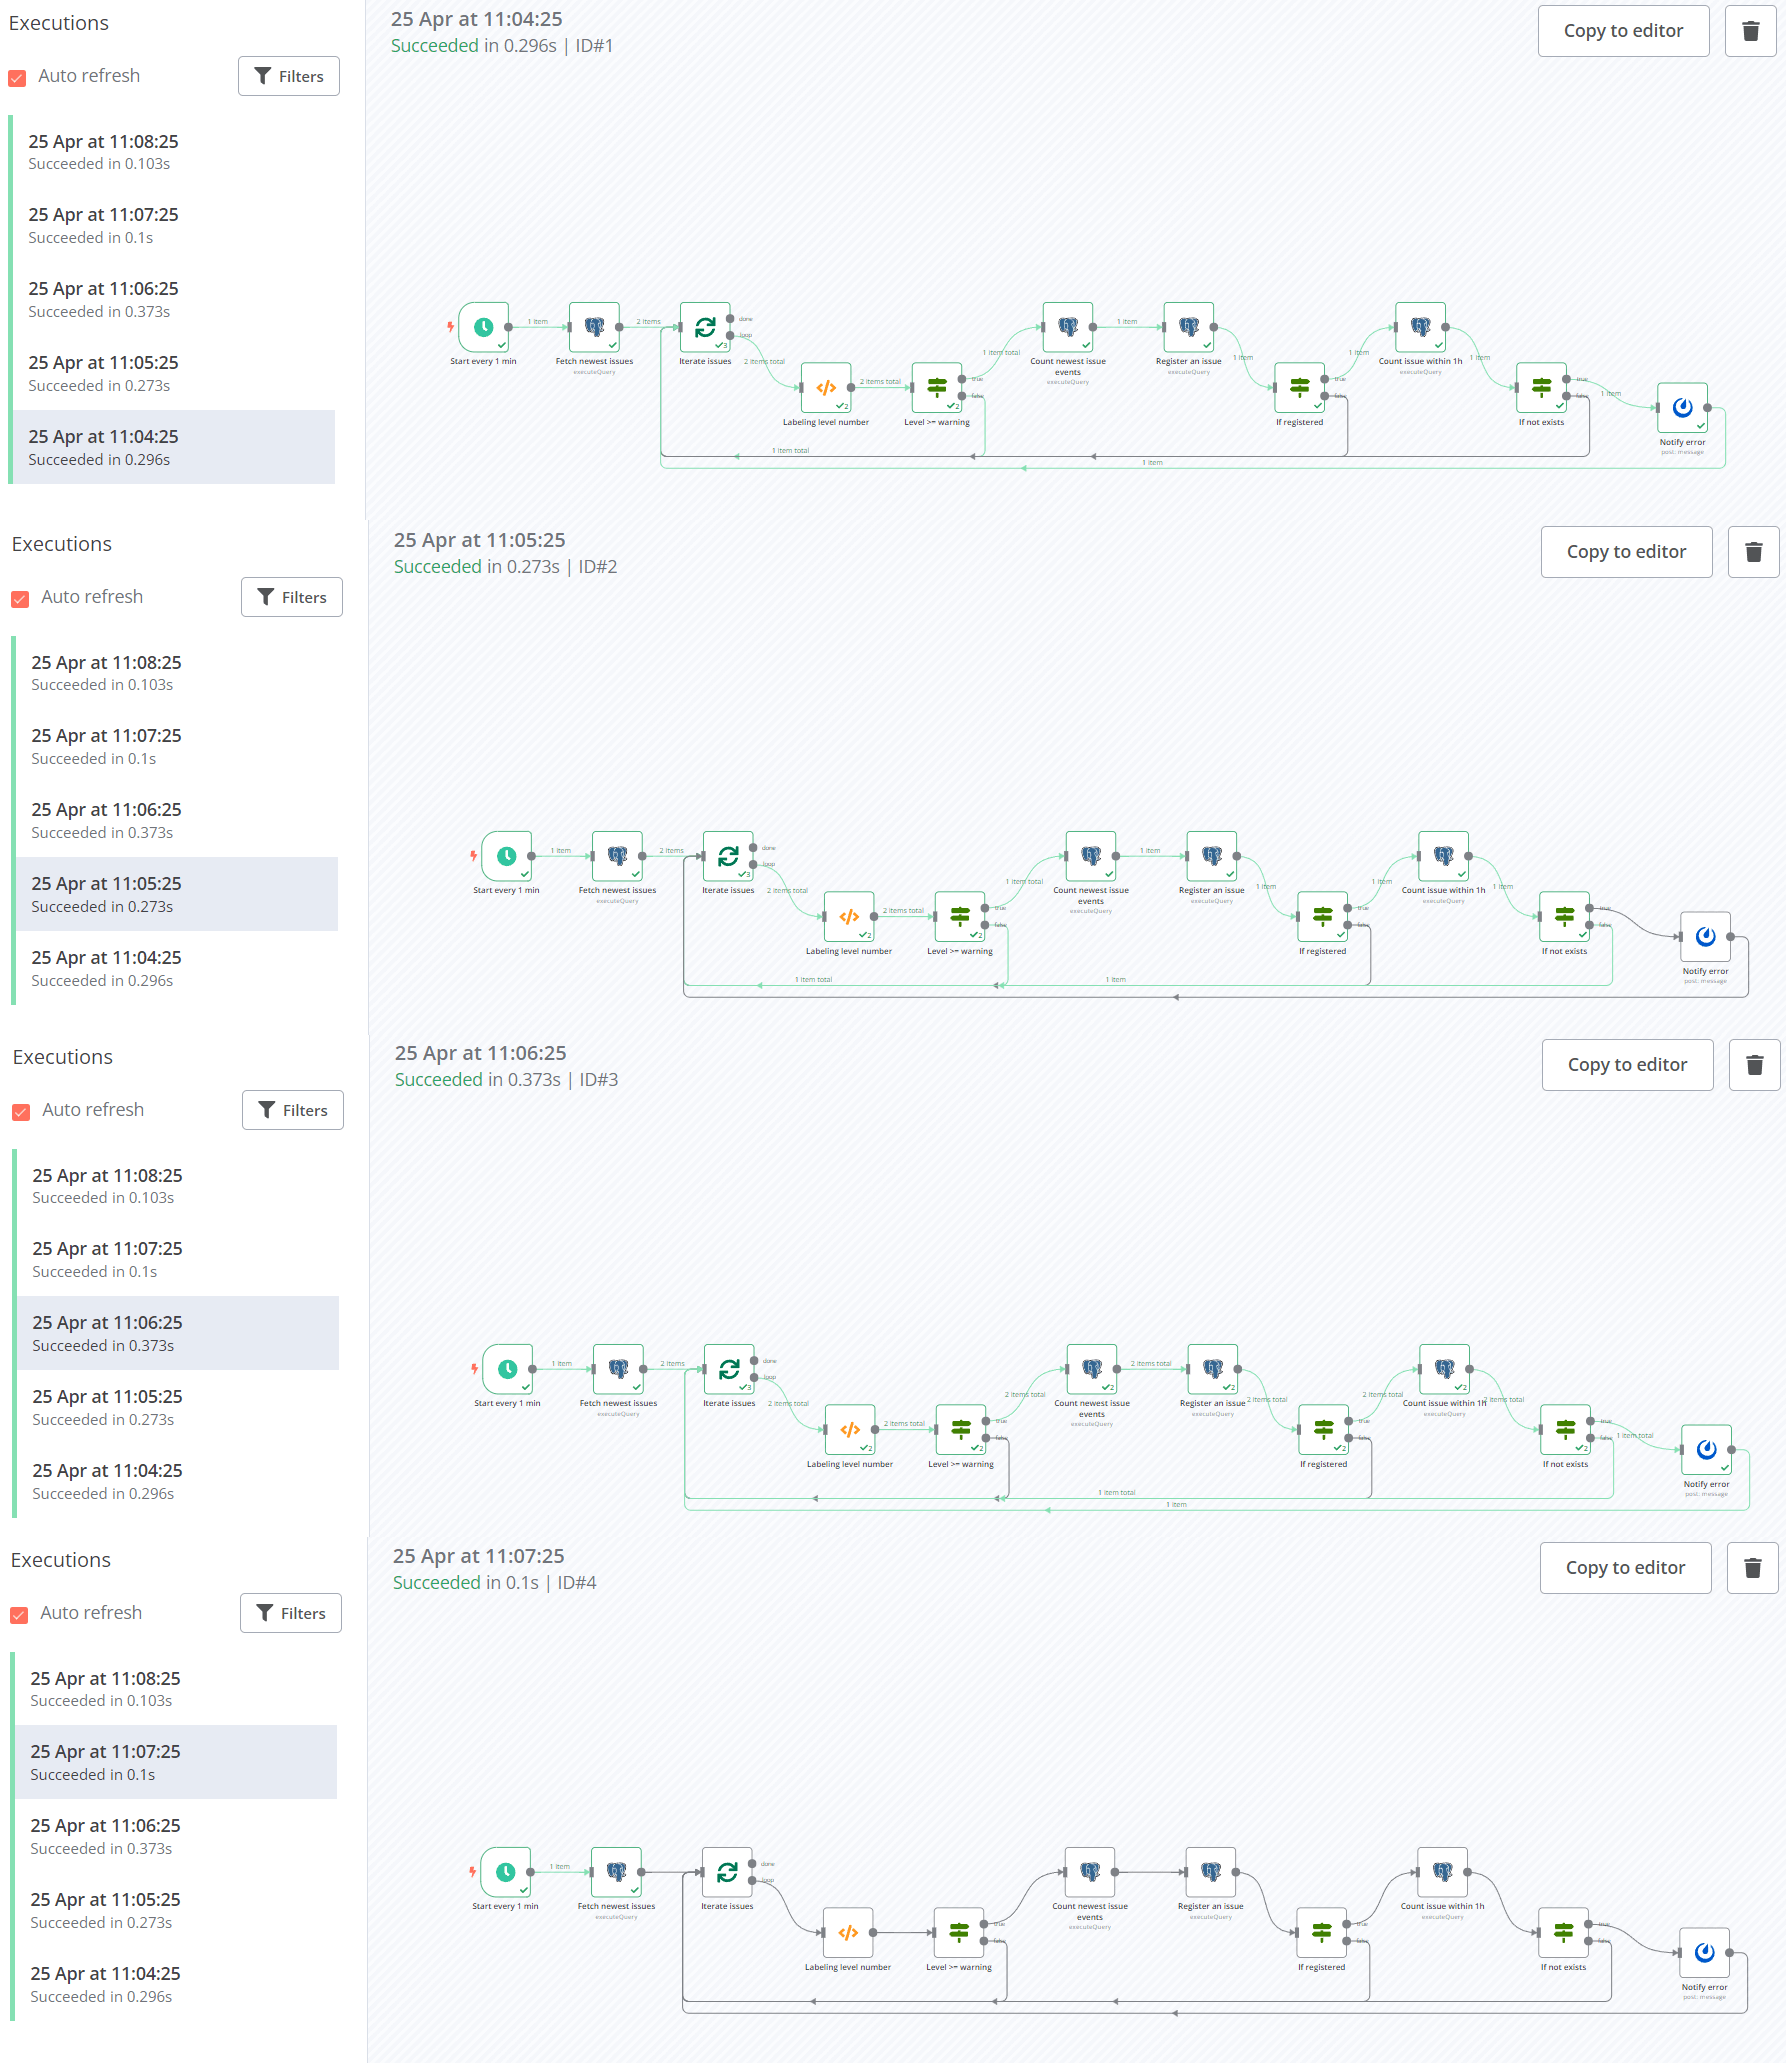 Executions
Auto refresh
Filters
25 Apr at 11:08:25
Succeeded in 0.103s
25 Apr at 11:07:25
Succeeded in 0.1s
25 Apr at 11:06:25
Succeeded in 0.373s
25 Apr at 11:05:25
Succeeded in 0.273s
25 Apr at 11:04:25
Succeeded in 0.296s
25 Apr at 11:04:25
Succeeded in 0.296s | ID#1
Copy to editor
1 item
2 items
done
loop
Start every 1 min
Fetch newest issues
executeQuery
Iterate issues
2 items total
Labeling level number
2 items total
Level >= warning
true
false
1 item total
Count newest issue
events
executeQuery
1 item
Register an issue
executeQuery
1 item
If registered
true
false
1 item
Count issue within 1h
executeQuery
1 item
If not exists
true
false
1 item
Notify error
post: message
1 item total
1 item
Executions
Auto refresh
Filters
25 Apr at 11:08:25
Succeeded in 0.103s
25 Apr at 11:07:25
Succeeded in 0.1s
25 Apr at 11:06:25
Succeeded in 0.373s
25 Apr at 11:05:25
Succeeded in 0.273s
25 Apr at 11:04:25
Succeeded in 0.296s
25 Apr at 11:05:25
Succeeded in 0.273s | ID#2
Copy to editor
1 item
2 items
done
loop
Start every 1 min
Fetch newest issues
executeQuery
Iterate issues
2 items total
Labeling level number
2 items total
Level >= warning
true
false
1 item total
Count newest issue
events
executeQuery
1 item
Register an issue
executeQuery
1 item
If registered
true
false
1 item
Count issue within 1h
executeQuery
1 item
If not exists
true
false
Notify error
post: message
1 item total
1 item
Executions
Auto refresh
Filters
25 Apr at 11:08:25
Succeeded in 0.103s
25 Apr at 11:07:25
Succeeded in 0.1s
25 Apr at 11:06:25
Succeeded in 0.373s
25 Apr at 11:05:25
Succeeded in 0.273s
25 Apr at 11:04:25
Succeeded in 0.296s
25 Apr at 11:06:25
Succeeded in 0.373s | ID#3
Copy to editor
1 item
2 items
done
loop
Start every 1 min
Fetch newest issues
executeQuery
Iterate issues
2 items total
Labeling level number
2 items total
Level >= warning
true
false
2 items total
Count newest issue
events
executeQuery
2 items total
Register an issue
executeQuery
2 items total
If registered
true
false
2 items total
Count issue within 1h
executeQuery
2 items total
If not exists
true
false
1 item total
Notify error
post: message
1 item total
1 item
Executions
Auto refresh
Filters
25 Apr at 11:08:25
Succeeded in 0.103s
25 Apr at 11:07:25
Succeeded in 0.1s
25 Apr at 11:06:25
Succeeded in 0.373s
25 Apr at 11:05:25
Succeeded in 0.273s
25 Apr at 11:04:25
Succeeded in 0.296s
25 Apr at 11:07:25
Succeeded in 0.1s | ID#4
Copy to editor
1 item
done
loop
Start every 1 min
Fetch newest issues
executeQuery
Iterate issues
Labeling level number
Level >= warning
true
false
Count newest issue
events
executeQuery
Register an issue
executeQuery
If registered
true
false
Count issue within 1h
executeQuery
If not exists
true
false
Notify error
post: message